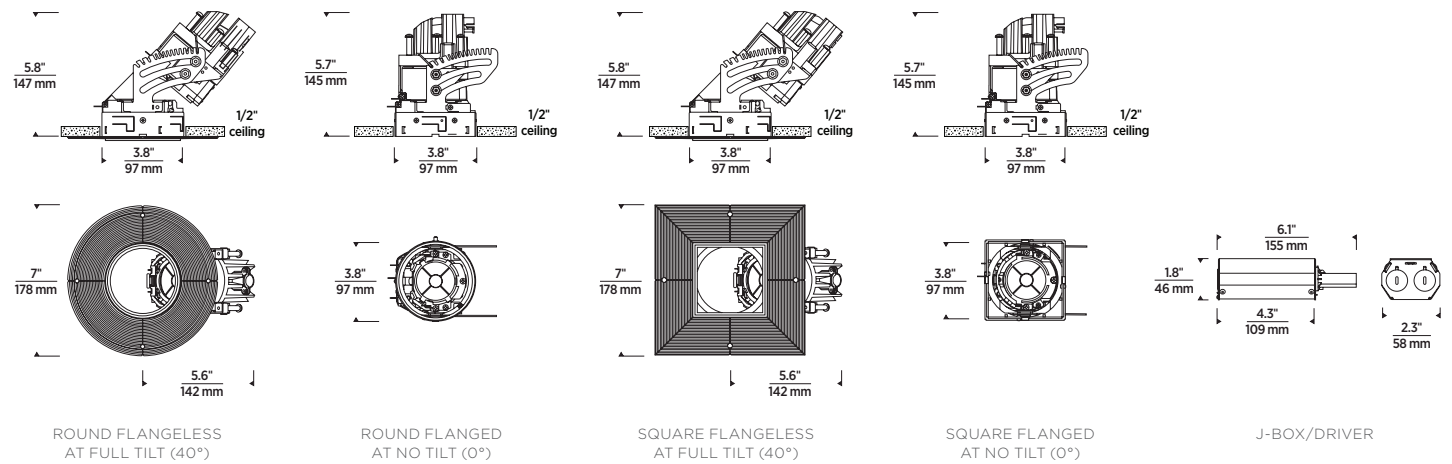 5.8"
147 mm
1/2"
ceiling
3.8"
97 mm
7"
178 mm
5.6"
142 mm
ROUND FLANGELESS
AT FULL TILT (40°)
5.7"
145 mm
1/2"
ceiling
3.8"
97 mm
3.8"
97 mm
ROUND FLANGED
AT NO TILT (0°)
5.8"
147 mm
1/2"
ceiling
3.8"
97 mm
7"
178 mm
5.6"
142 mm
SQUARE FLANGELESS
AT FULL TILT (40°)
5.7"
145 mm
1/2"
ceiling
3.8"
97 mm
3.8"
97 mm
SQUARE FLANGED
AT NO TILT (0°)
6.1"
155 mm
1.8"
46 mm
4.3"
109 mm
2.3"
58 mm
J-BOX/DRIVER